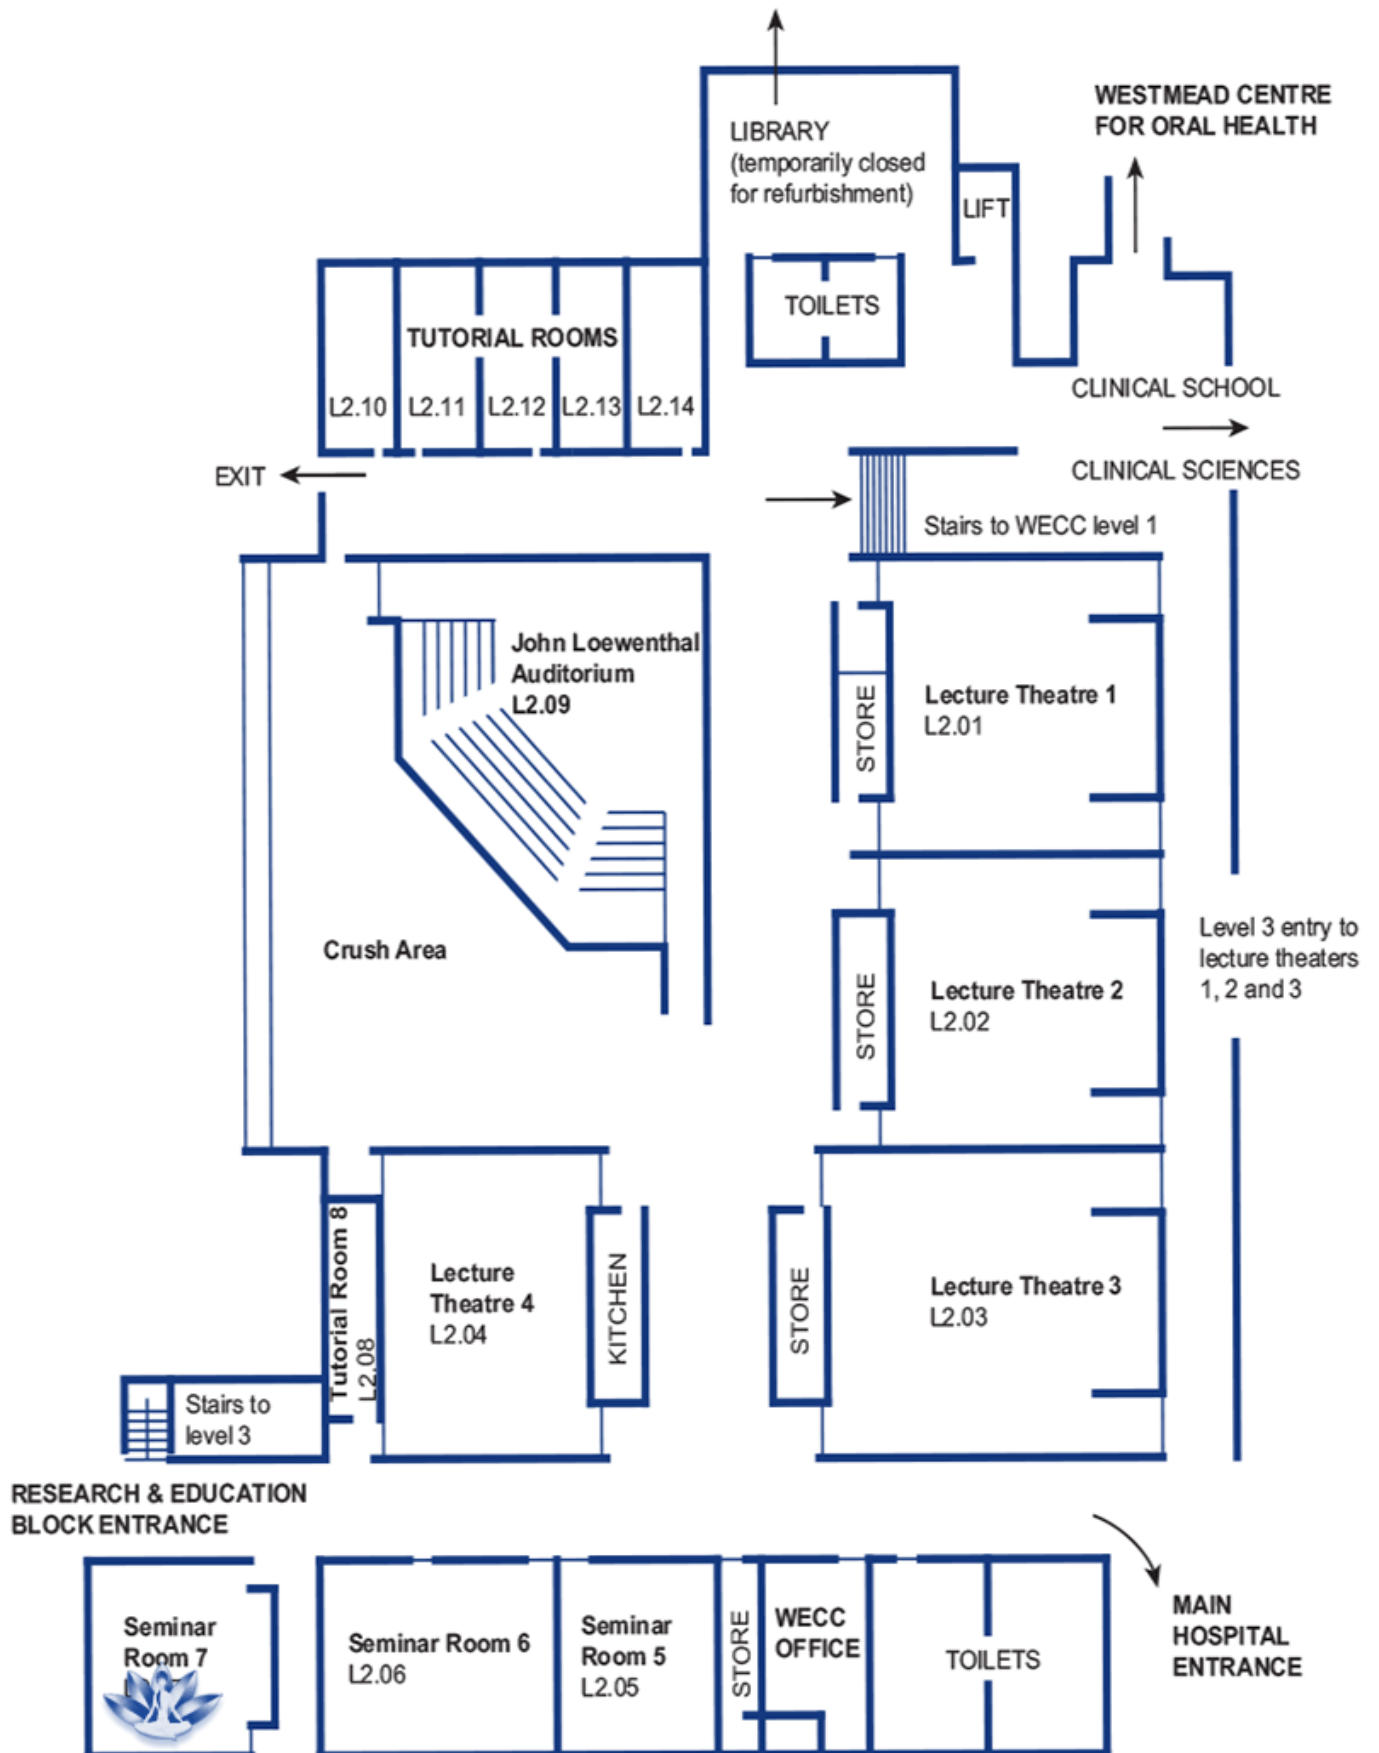 WESTMEAD CENTRE
FOR ORAL HEALTH
LIBRARY
(temporarily closed
for refurbishment)
LIFT
TOILETS
TUTORIAL ROOMS
L2.10
L2.11
L2.12
L2.13
L2.14
CLINICAL SCHOOL
EXIT
CLINICAL SCIENCES
Stairs to WECC level 1
John Loewenthal
Auditorium
L2.09
STORE
Lecture Theatre 1
L2.01
Crush Area
STORE
Lecture Theatre 2
L2.02
Level 3 entry to
lecture theaters
1, 2 and 3
Tutorial Room 8
L2.08
Lecture
Theatre 4
L2.04
KITCHEN
STORE
Lecture Theatre 3
L2.03
Stairs to
level 3
RESEARCH & EDUCATION
BLOCK ENTRANCE
Seminar
Room 7
Seminar Room 6
L2.06
Seminar
Room 5
L2.05
STORE
WECC
OFFICE
TOILETS
MAIN
HOSPITAL
ENTRANCE